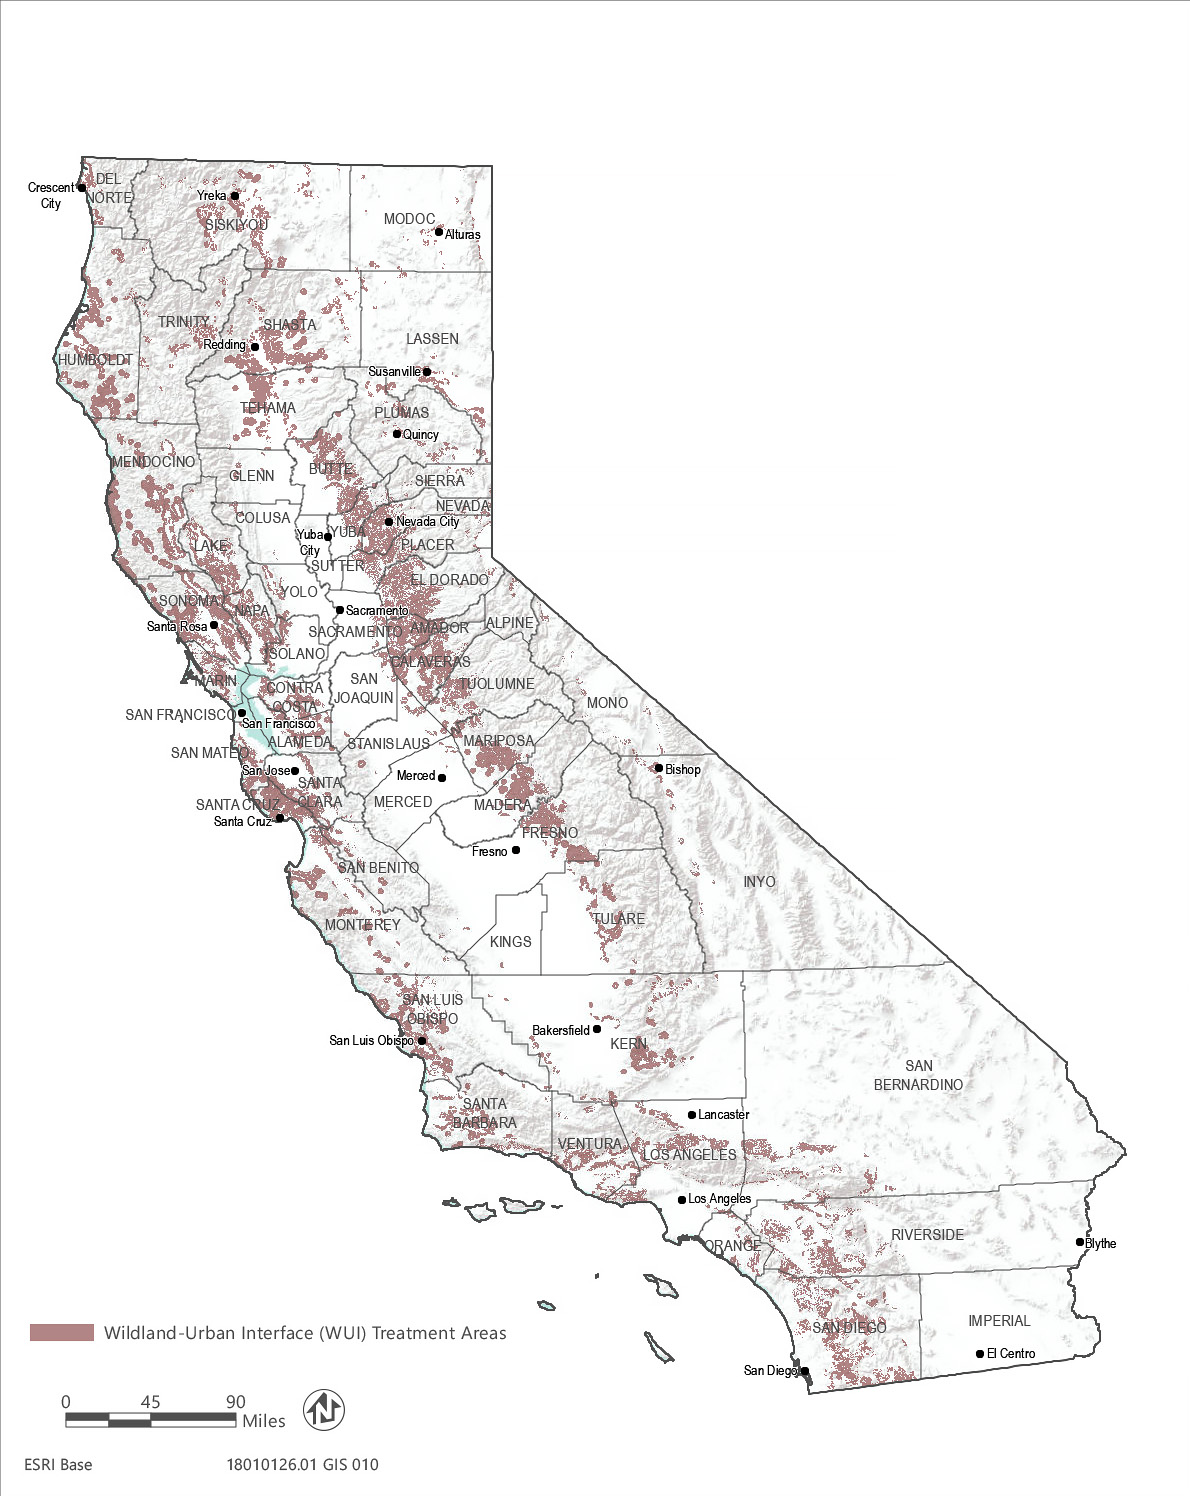 DEL
NORTE
Crescent
City
Yreka
SISKIYOU
MODOC
Alturas
TRINITY
SHASTA
LASSEN
Redding
HUMBOLDT
Susanville
TEHAMA
PLUMAS
Quincy
MENDOCINO
GLENN
BUTTE
SIERRA
NEVADA
COLUSA
Nevada City
Yuba
City
YUBA
LAKE
PLACER
SUTTER
EL DORADO
YOLO
SONOMA
NAPA
Sacramento
Santa Rosa
SACRAMENTO
AMADOR
ALPINE
SOLANO
CALAVERAS
MARIN
CONTRA
COSTA
SAN
JOAQUIN
TUOLUMNE
MONO
SAN FRANCISCO
San Francisco
ALAMEDA
STANISLAUS
MARIPOSA
SAN MATEO
San Jose
SANTA
CLARA
Merced
Bishop
SANTA CRUZ
MERCED
MADERA
Santa Cruz
FRESNO
Fresno
SAN BENITO
INYO
MONTEREY
TULARE
KINGS
SAN LUIS
OBISPO
San Luis Obispo
Bakersfield
KERN
SAN
BERNARDINO
SANTA
BARBARA
Lancaster
VENTURA
LOS ANGELES
Los Angeles
ORANGE
RIVERSIDE
Blythe
SAN DIEGO
IMPERIAL
El Centro
San Diego
Wildland-Urban Interface (WUI) Treatment Areas
0 45 90
Miles
N
ESRI Base 18010126.01 GIS 010